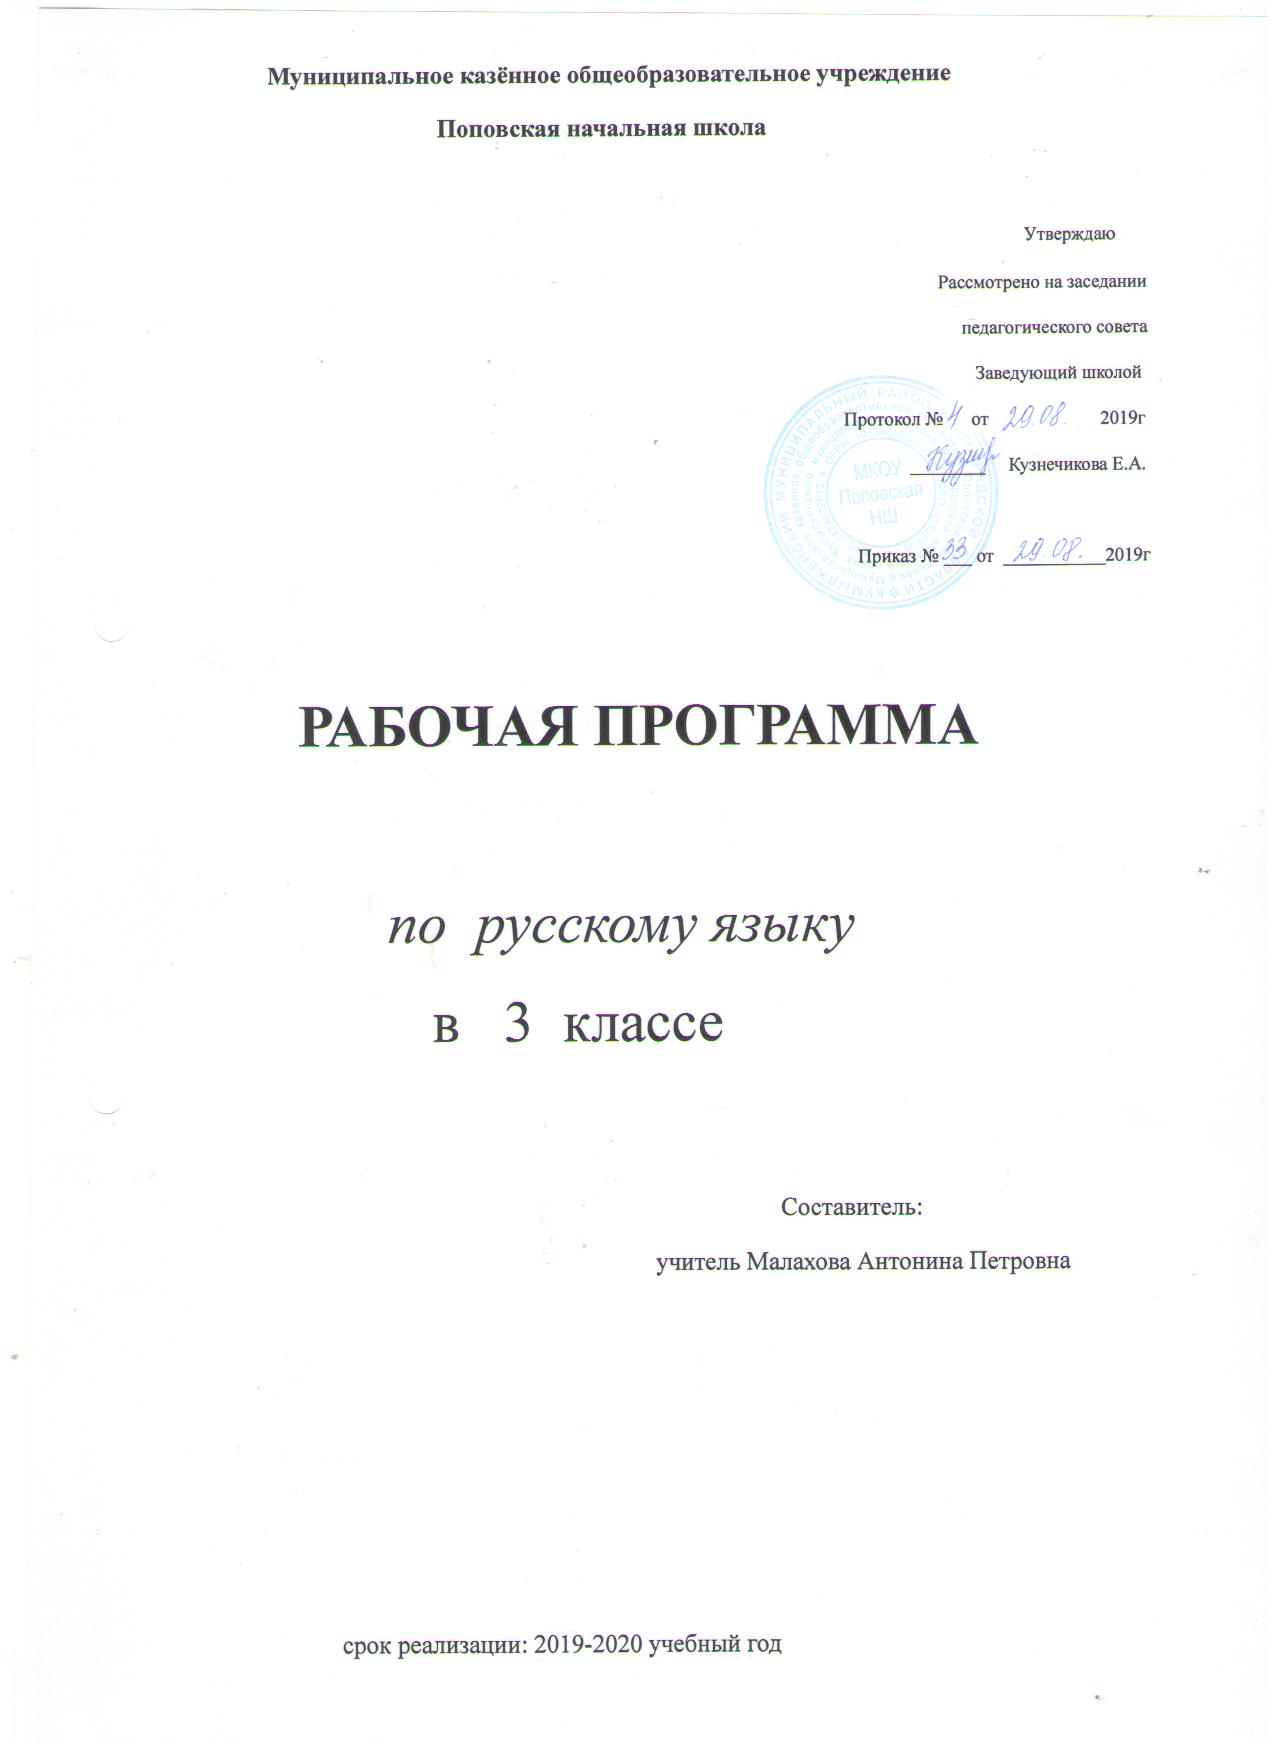 Муниципальное казённое общеобразовательное учреждение
Поповская начальная школа
Утверждаю
Рассмотрено на заседании
педагогического совета
Заведующий школой
Протокол № 4 от 29.08. 2019г
Кузнечикова Е.А.
МКОУ
Поповская
НШ
Приказ № 33 от 29.08. 2019г
РАБОЧАЯ ПРОГРАММА
по русскому языку
в 3 классе
Составитель:
учитель Малахова Антонина Петровна
срок реализации: 2019-2020 учебный год